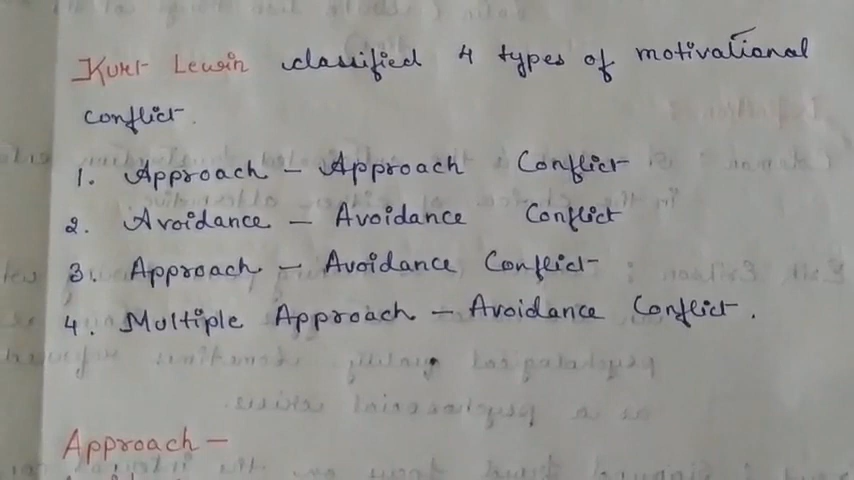 Kurt Lewin classified 4 types of motivational
conflict.
1. Approach – Approach Conflict
2. Avoidance – Avoidance Conflict
3. Approach – Avoidance Conflict
4. Multiple Approach – Avoidance Conflict.
Approach –